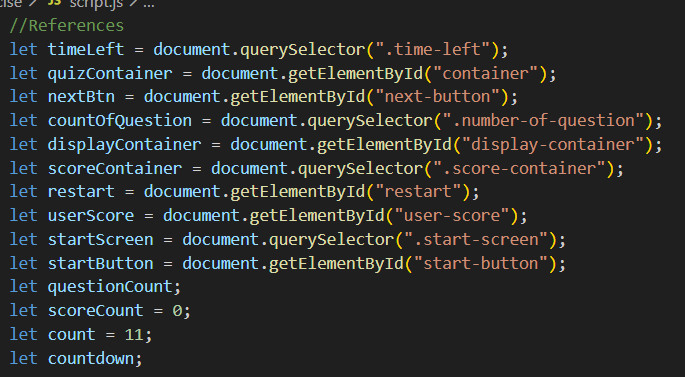 cise > JS script.js > ...
//References
let timeLeft = document.querySelector(".time-left");
let quizContainer = document.getElementById("container");
let nextBtn = document.getElementById("next-button");
let countOfQuestion = document.querySelector(".number-of-question");
let displayContainer = document.getElementById("display-container");
let scoreContainer = document.querySelector(".score-container");
let restart = document.getElementById("restart");
let userScore = document.getElementById("user-score");
let startScreen = document.querySelector(".start-screen");
let startButton = document.getElementById("start-button");
let questionCount;
let scoreCount = 0;
let count = 11;
let countdown;